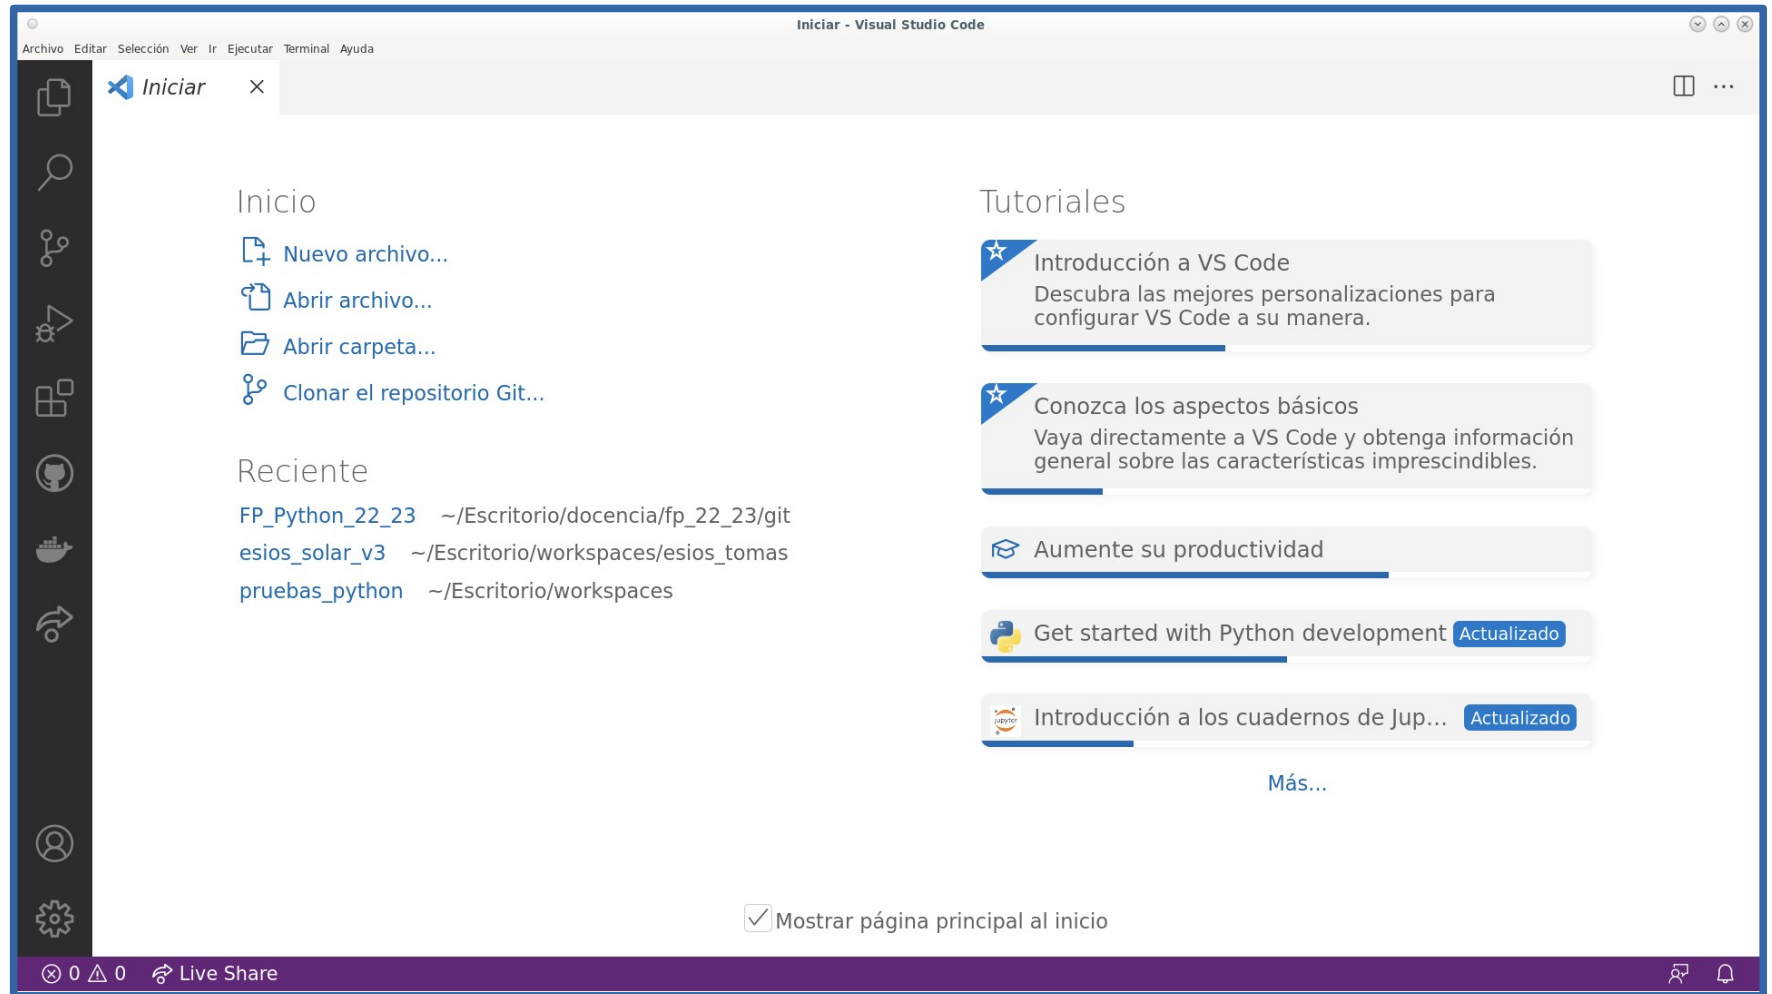 Iniciar - Visual Studio Code
Archivo Editar Selección Ver Ir Ejecutar Terminal Ayuda
Iniciar
Inicio
Nuevo archivo...
Abrir archivo...
Abrir carpeta...
Clonar el repositorio Git...
Reciente
FP_Python_22_23 ~/Escritorio/docencia/fp_22_23/git
esios_solar_v3 ~/Escritorio/workspaces/esios_tomas
pruebas_python ~/Escritorio/workspaces
Tutoriales
Introducción a VS Code
Descubra las mejores personalizaciones para
configurar VS Code a su manera.
Conozca los aspectos básicos
Vaya directamente a VS Code y obtenga información
general sobre las características imprescindibles.
Aumente su productividad
Get started with Python development Actualizado
jupyter
Introducción a los cuadernos de Jup... Actualizado
Más...
Mostrar página principal al inicio
0 0 Live Share